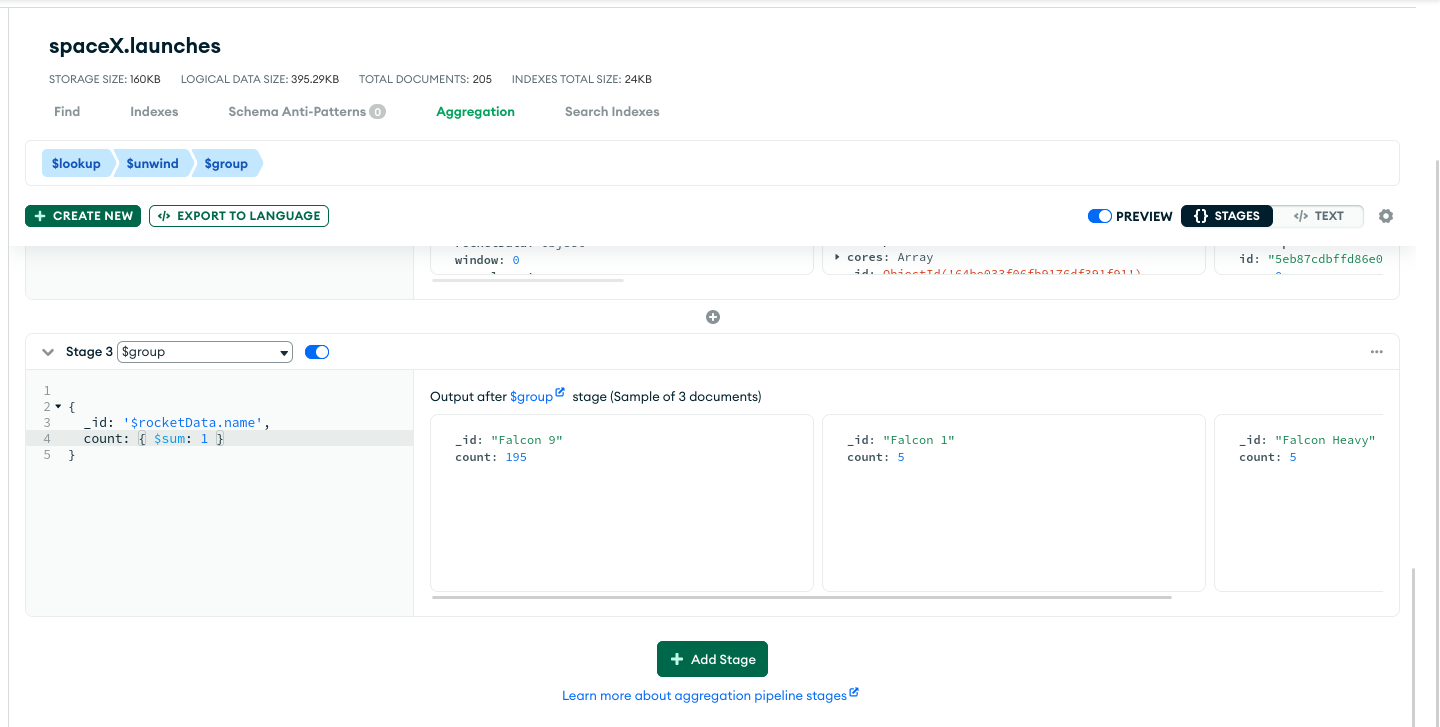 spaceX.launches
STORAGE SIZE: 160KB LOGICAL DATA SIZE: 395.29KB TOTAL DOCUMENTS: 205 INDEXES TOTAL SIZE: 24KB
Find Indexes Schema Anti-Patterns 0 Aggregation Search Indexes
$lookup $unwind $group
+ CREATE NEW </> EXPORT TO LANGUAGE PREVIEW {} STAGES </> TEXT
window: 0
cores: Array
id: "5eb87cdbffd86e0
_id: ObjectId('64be033f06fb9176df391f91')
Stage 3 $group
1
2 {
3 _id: '$rocketData.name',
4 count: { $sum: 1 }
5 }
Output after $group stage (Sample of 3 documents)
_id: "Falcon 9"
count: 195
_id: "Falcon 1"
count: 5
_id: "Falcon Heavy"
count: 5
+ Add Stage
Learn more about aggregation pipeline stages